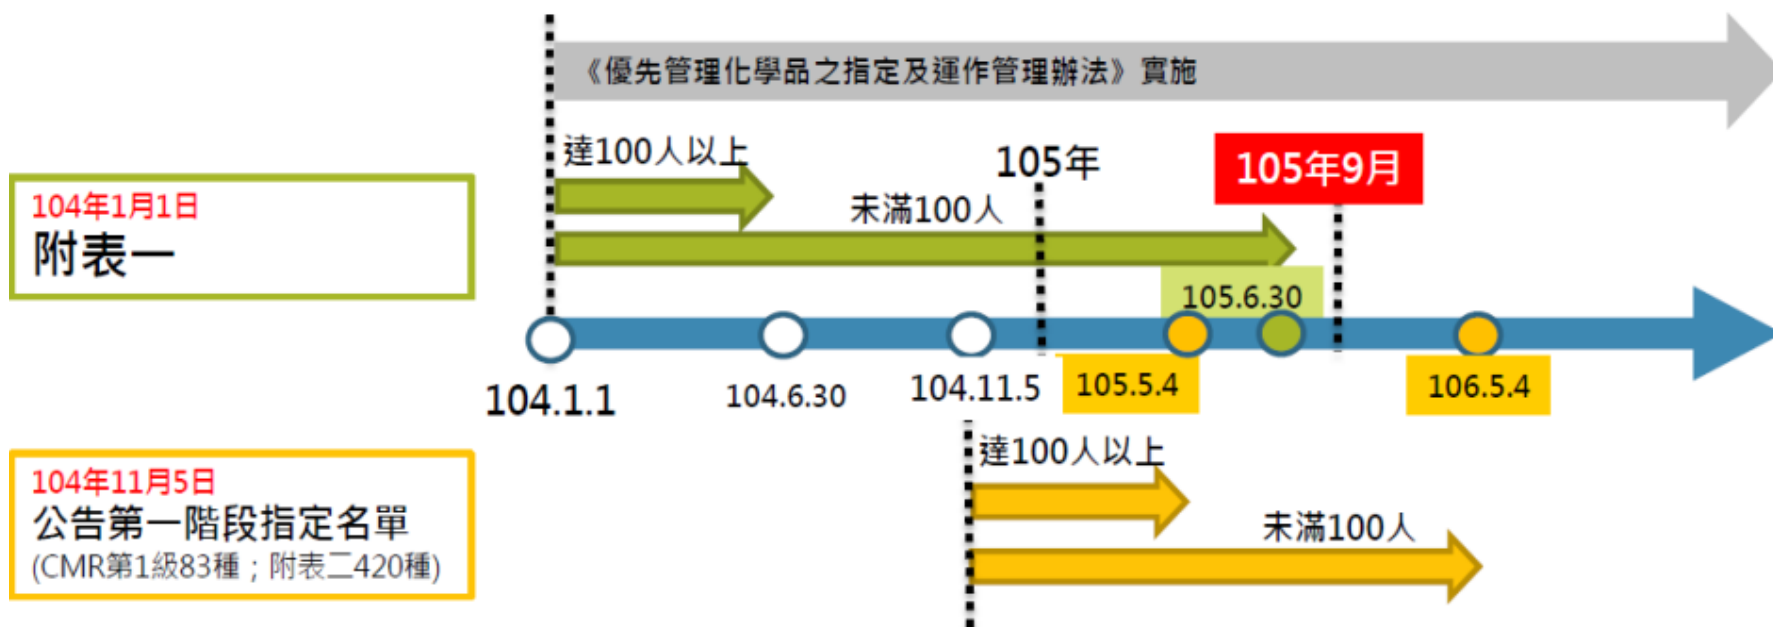 《優先管理化學品之指定及運作管理辦法》實施
達100人以上
105年
105年9月
未滿100人
104年1月1日
附表一
105.6.30
104.1.1
104.6.30
104.11.5
105.5.4
106.5.4
達100人以上
未滿100人
104年11月5日
公告第一階段指定名單
(CMR第1級83種；附表二420種)